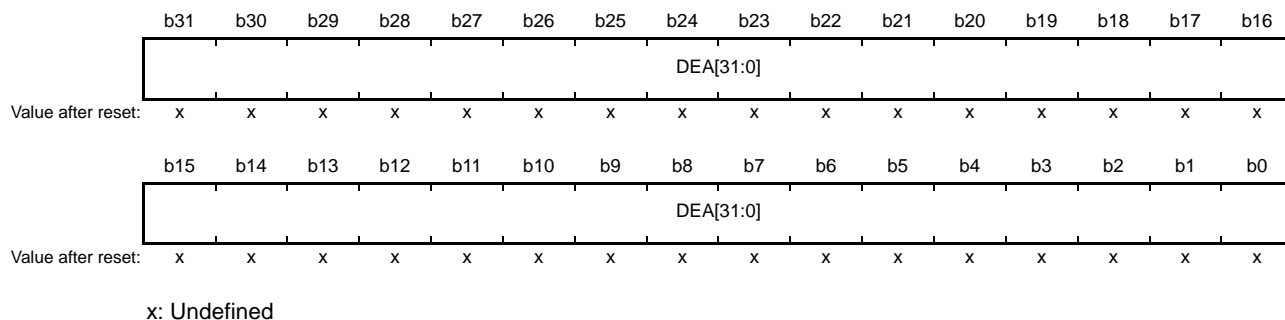 b31 b30 b29 b28 b27 b26 b25 b24 b23 b22 b21 b20 b19 b18 b17 b16
DEA[31:0]
Value after reset: x x x x x x x x x x x x x x x x
b15 b14 b13 b12 b11 b10 b9 b8 b7 b6 b5 b4 b3 b2 b1 b0
DEA[31:0]
Value after reset: x x x x x x x x x x x x x x x x
x: Undefined